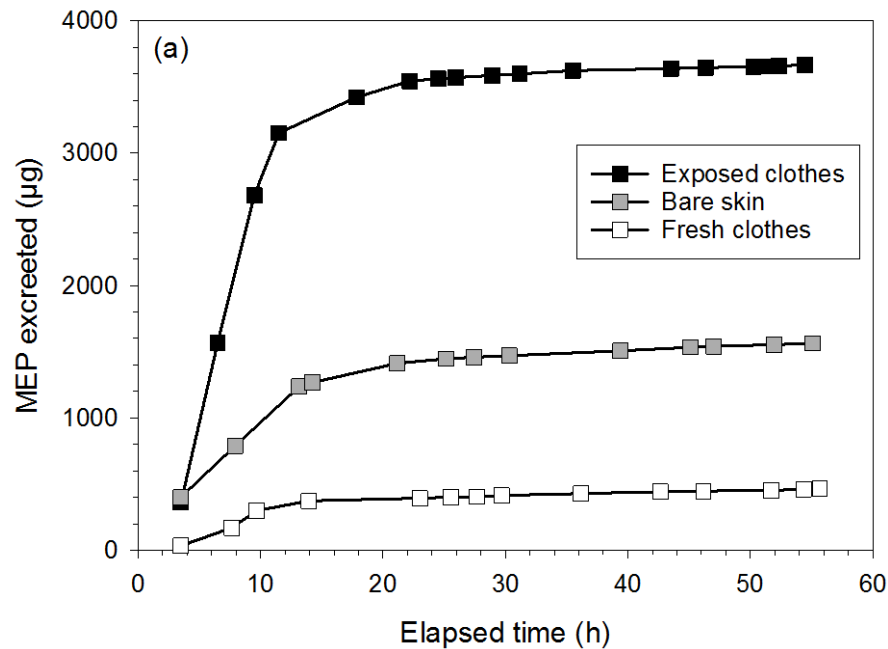 (a)
MEP excreeted (µg)
4000
3000
2000
1000
0
Exposed clothes
Bare skin
Fresh clothes
0 10 20 30 40 50 60
Elapsed time (h)